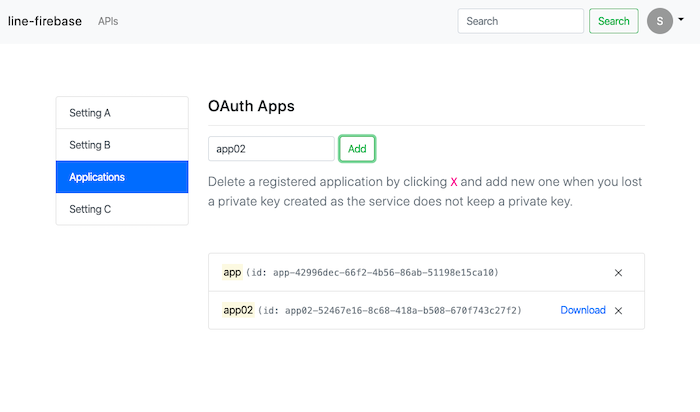 line-firebase APIs Search Search S
Setting A
Setting B
Applications
Setting C
OAuth Apps
app02 Add
Delete a registered application by clicking X and add new one when you lost
a private key created as the service does not keep a private key.
app (id: app-42996dec-66f2-4b56-86ab-51198e15ca10) ×
app02 (id: app02-52467e16-8c68-418a-b508-670f743c27f2) Download ×